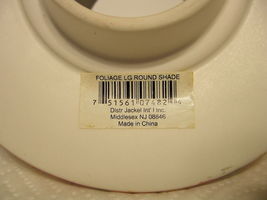 FOLIAGE LG ROUND SHADE
7 51561 07482 4
Distr Jackel Int'l Inc.
Middlesex NJ 08846
Made in China